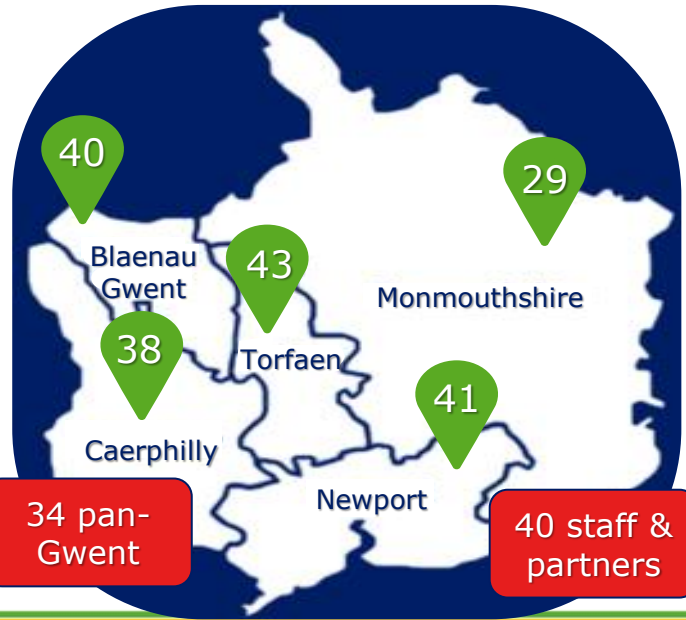 40
29
Blaenau
Gwent
43
Monmouthshire
38
Torfaen
41
Caerphilly
Newport
34 pan-
Gwent
40 staff &
partners